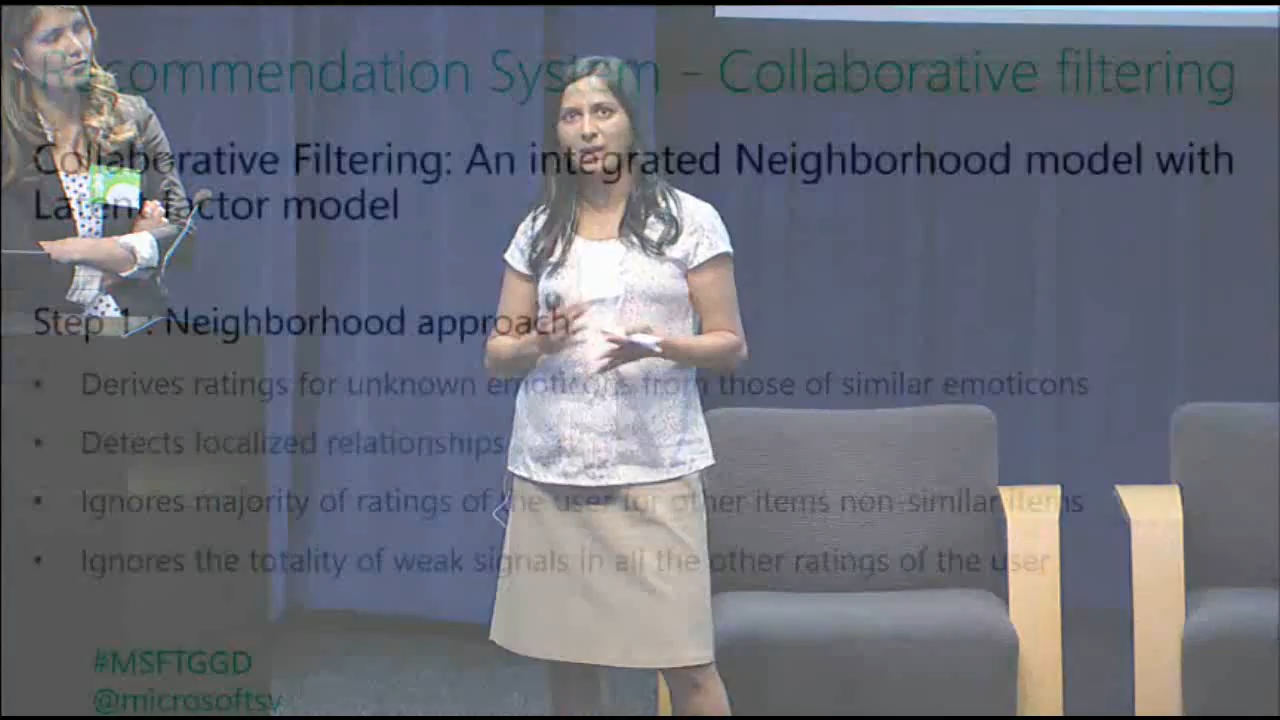 Recommendation System – Collaborative filtering
Collaborative Filtering: An integrated Neighborhood model with
Latent factor model
Step 1 : Neighborhood approach:
• Derives ratings for unknown emoticons from those of similar emoticons
• Detects localized relationships
• Ignores majority of ratings of the user for other items non-similar items
• Ignores the totality of weak signals in all the other ratings of the user
#MSFTGGD
@microsoftsv